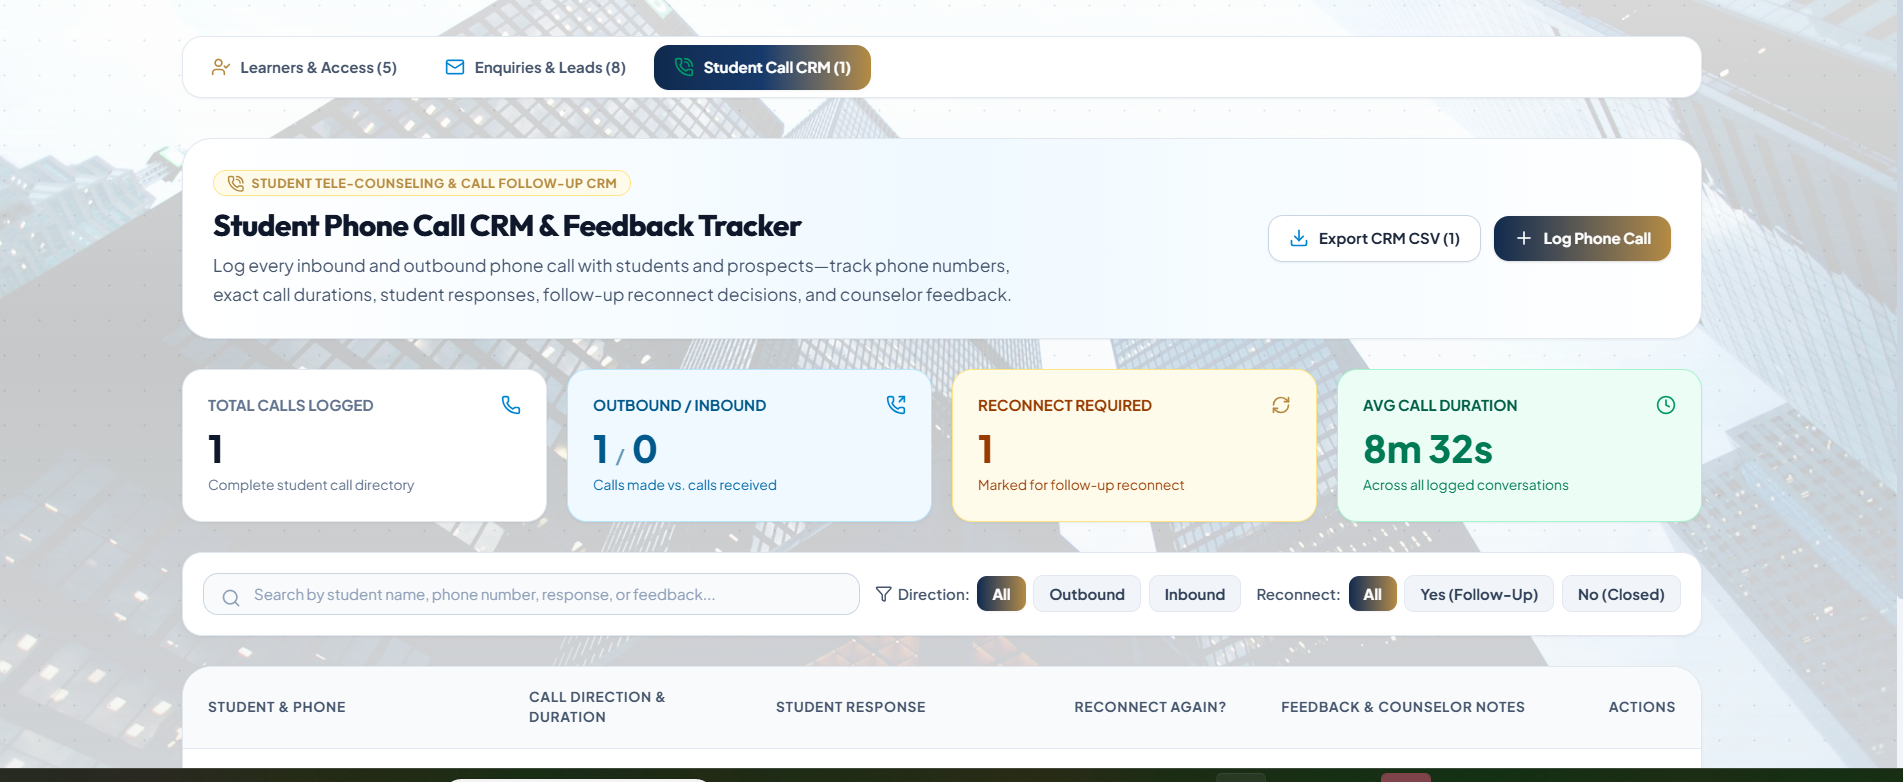 Learners & Access (5)
Enquiries & Leads (8)
Student Call CRM (1)
STUDENT TELE-COUNSELING & CALL FOLLOW-UP CRM
Student Phone Call CRM & Feedback Tracker
Log every inbound and outbound phone call with students and prospects—track phone numbers,
exact call durations, student responses, follow-up reconnect decisions, and counselor feedback.
Export CRM CSV (1)
Log Phone Call
TOTAL CALLS LOGGED
1
Complete student call directory
OUTBOUND / INBOUND
1 / 0
Calls made vs. calls received
RECONNECT REQUIRED
1
Marked for follow-up reconnect
AVG CALL DURATION
8m 32s
Across all logged conversations
Search by student name, phone number, response, or feedback...
Direction:
All
Outbound
Inbound
Reconnect:
All
Yes (Follow-Up)
No (Closed)
STUDENT & PHONE
CALL DIRECTION &
DURATION
STUDENT RESPONSE
RECONNECT AGAIN?
FEEDBACK & COUNSELOR NOTES
ACTIONS